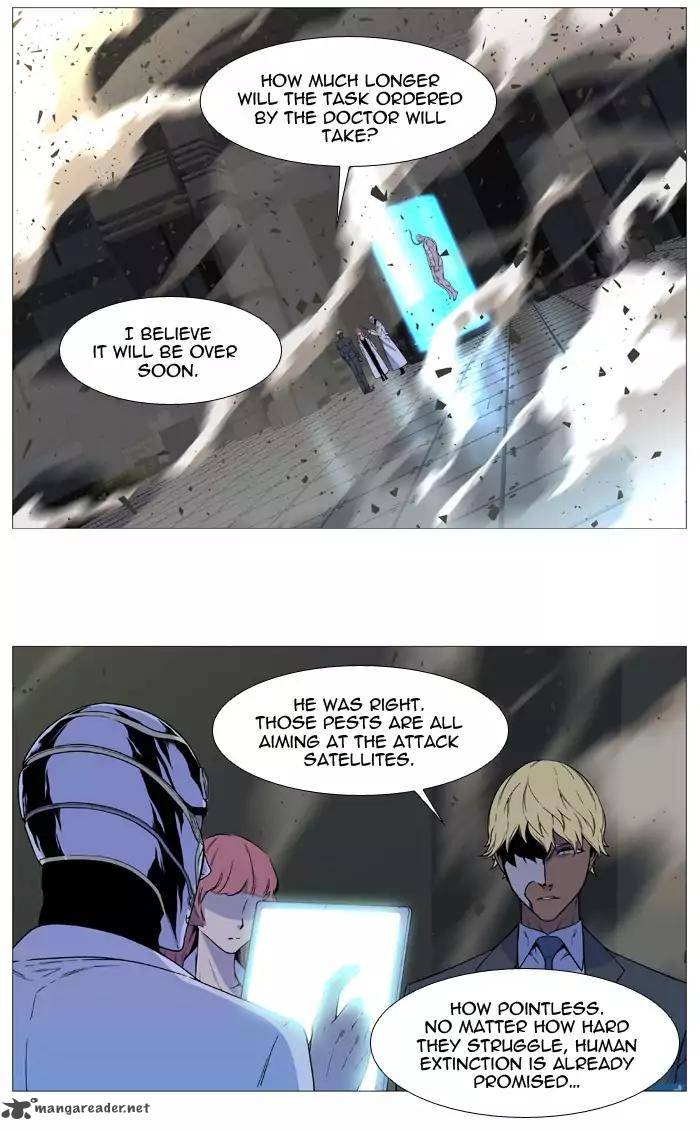 HOW MUCH LONGER
WILL THE TASK ORDERED
BY THE DOCTOR WILL
TAKE?
I BELIEVE
IT WILL BE OVER
SOON.
HE WAS RIGHT.
THOSE PESTS ARE ALL
AIMING AT THE ATTACK
SATELLITES.
HOW POINTLESS.
NO MATTER HOW HARD
THEY STRUGGLE, HUMAN
EXTINCTION IS ALREADY
PROMISED...
mangareader.net